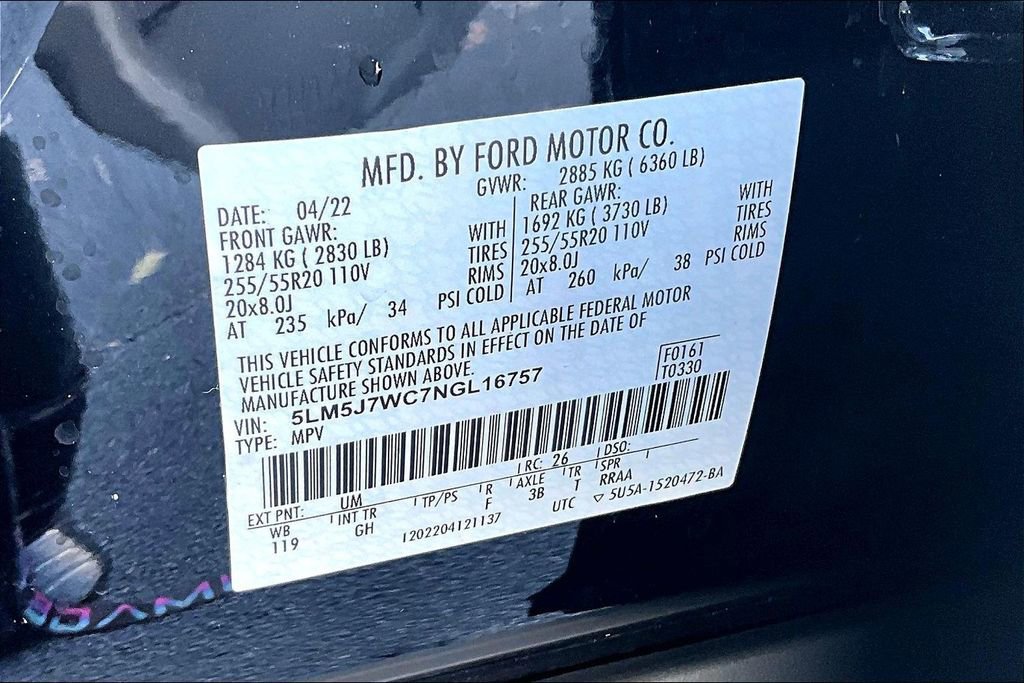 MFD. BY FORD MOTOR CO.
DATE: 04/22
GVWR: 2885 KG ( 6360 LB)
FRONT GAWR:
1284 KG ( 2830 LB) WITH
255/55R20 110V TIRES
20x8.0J RIMS
AT 235 kPa/ 34 PSI COLD
REAR GAWR:
1692 KG ( 3730 LB) WITH
255/55R20 110V TIRES
20x8.0J RIMS
AT 260 kPa/ 38 PSI COLD
THIS VEHICLE CONFORMS TO ALL APPLICABLE FEDERAL MOTOR
VEHICLE SAFETY STANDARDS IN EFFECT ON THE DATE OF
MANUFACTURE SHOWN ABOVE.
VIN: 5LM5J7WC7NGL16757
TYPE: MPV
F0161
T0330
EXT PNT: UM RC: 26 DSO:
WB INT TR TP/PS R AXLE TR SPR
119 GH F 3B T RRAA
1202204121137 UTC ▽ 5U5A-1520472-BA